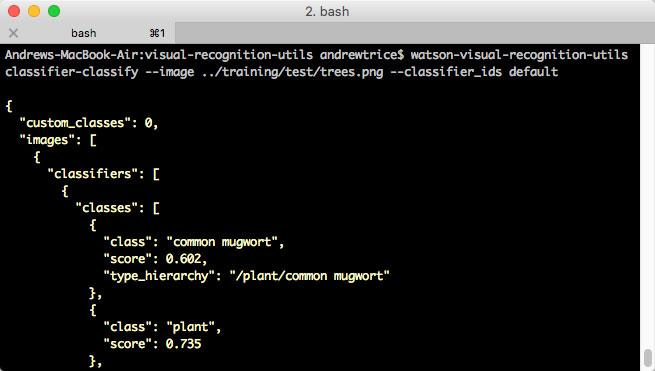 2. bash
bash ⌘1
Andrews-MacBook-Air:visual-recognition-utils andrewtrice$ watson-visual-recognition-utils
classifier-classify --image ../training/test/trees.png --classifier_ids default
{
"custom_classes": 0,
"images": [
{
"classifiers": [
{
"classes": [
{
"class": "common mugwort",
"score": 0.602,
"type_hierarchy": "/plant/common mugwort"
},
{
"class": "plant",
"score": 0.735
},